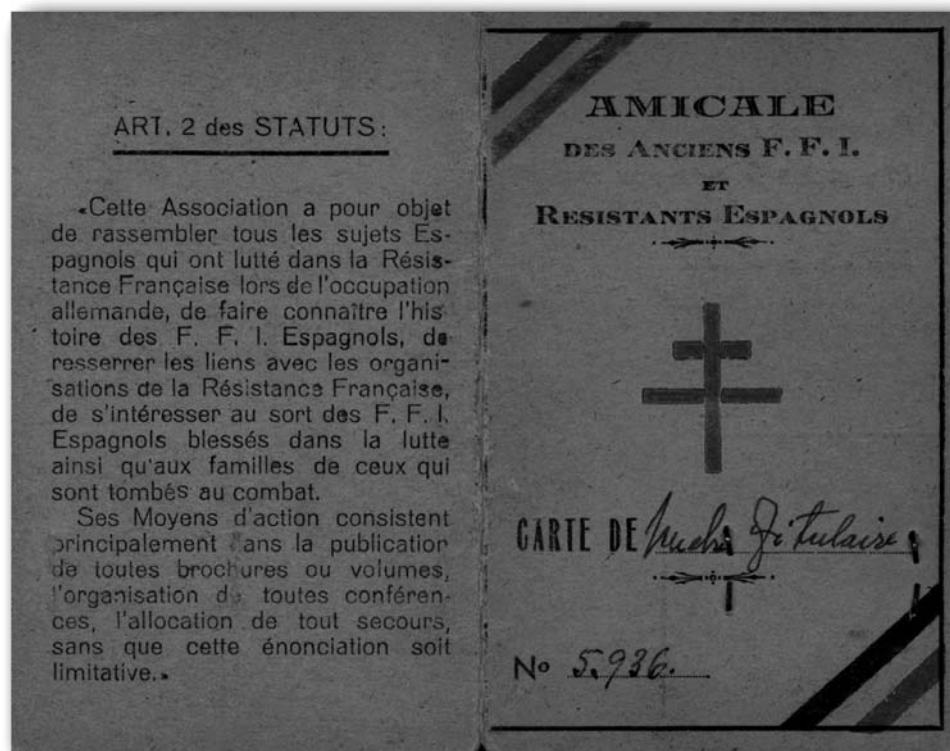 ART. 2 des STATUTS :
«Cette Association a pour objet
de rassembler tous les sujets Es-
pagnols qui ont lutté dans la Résis-
tance Française lors de l'occupation
allemande, de faire connaître l'his
toire des F. F. I. Espagnols, de
resserrer les liens avec les organi-
sations de la Résistance Française,
de s'intéresser au sort des F. F. I.
Espagnols blessés dans la lutte
ainsi qu'aux familles de ceux qui
sont tombés au combat.
Ses Moyens d'action consistent
principalement dans la publication
de toutes brochures ou volumes,
l'organisation de toutes conféren-
ces, l'allocation de tout secours,
sans que cette énonciation soit
limitative.»
AMICALE
DES ANCIENS F. F. I.
ET
RESISTANTS ESPAGNOLS
CARTE DE Titulaire
No 5.936.